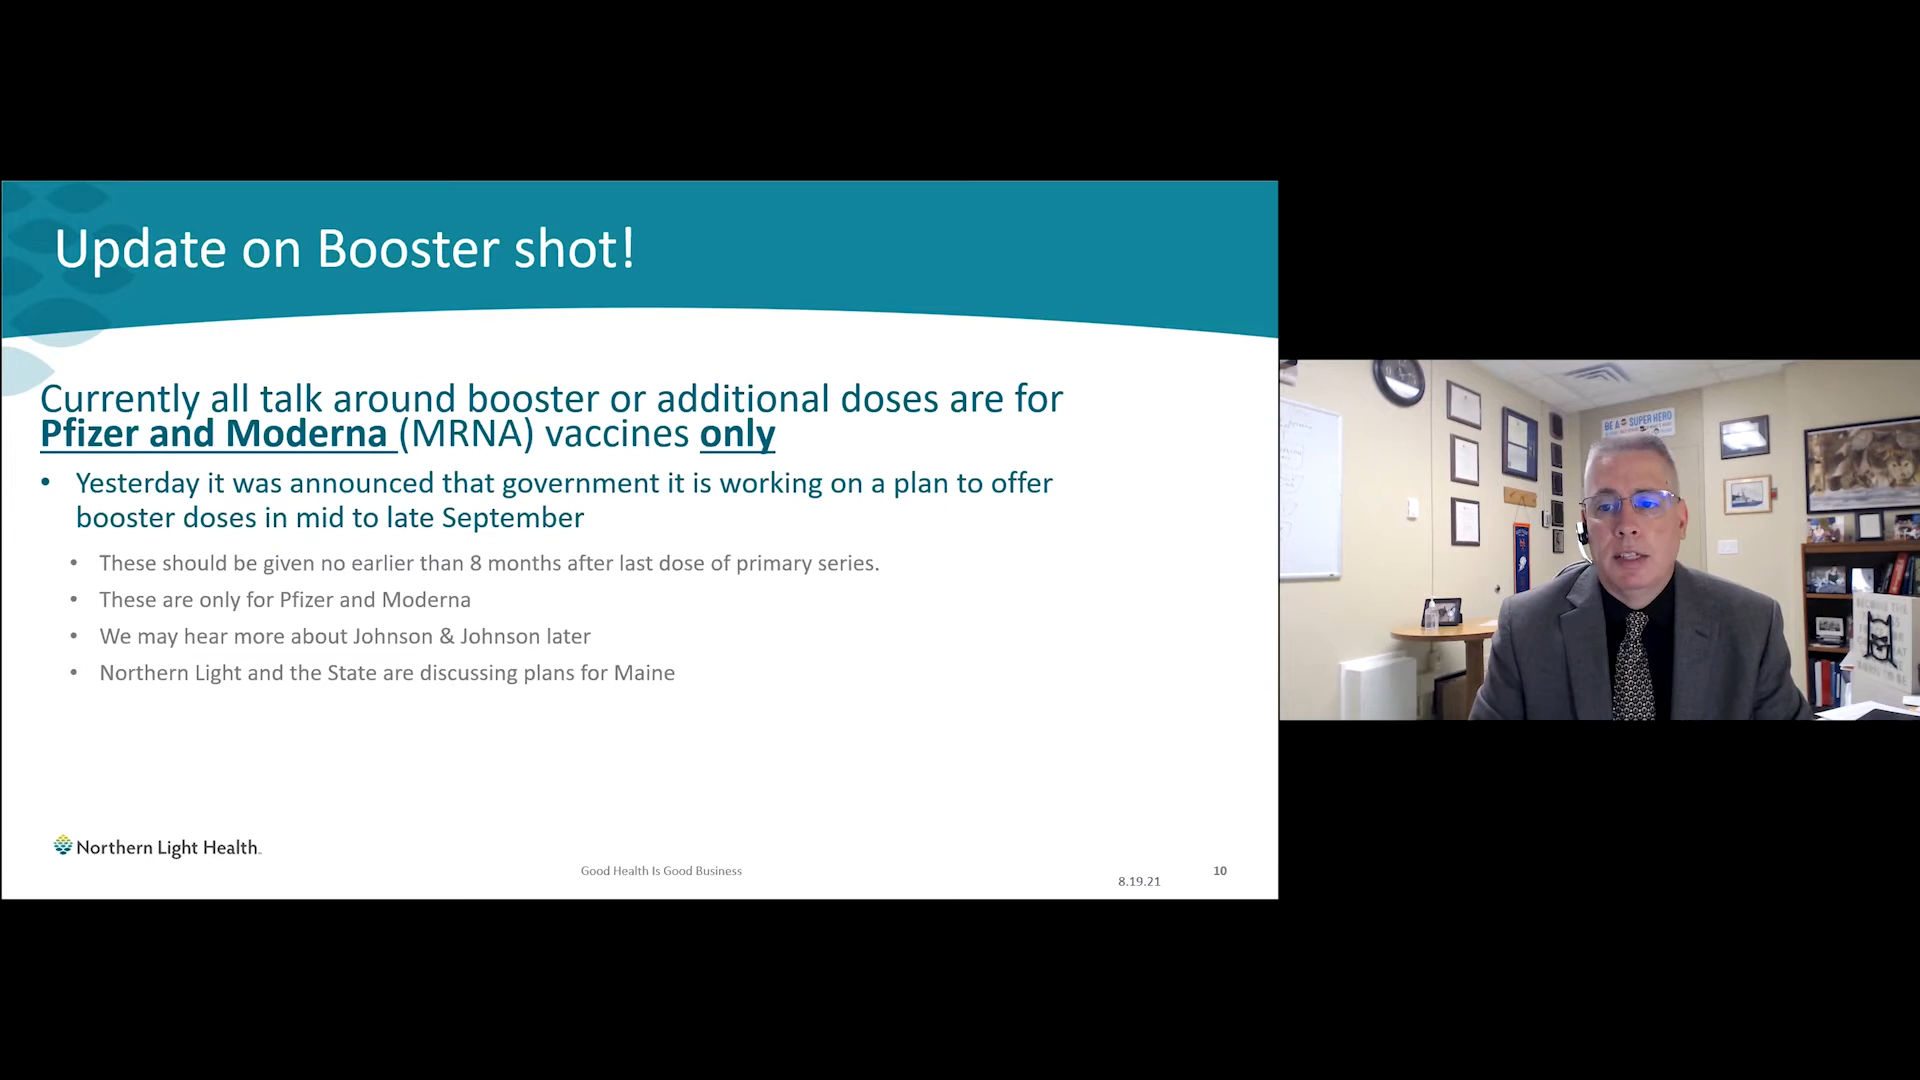 Update on Booster shot!
Currently all talk around booster or additional doses are for
Pfizer and Moderna (MRNA) vaccines only
• Yesterday it was announced that government it is working on a plan to offer
booster doses in mid to late September
• These should be given no earlier than 8 months after last dose of primary series.
• These are only for Pfizer and Moderna
• We may hear more about Johnson & Johnson later
• Northern Light and the State are discussing plans for Maine
Northern Light Health
Good Health Is Good Business
8.19.21
10
BE A SUPER HERO